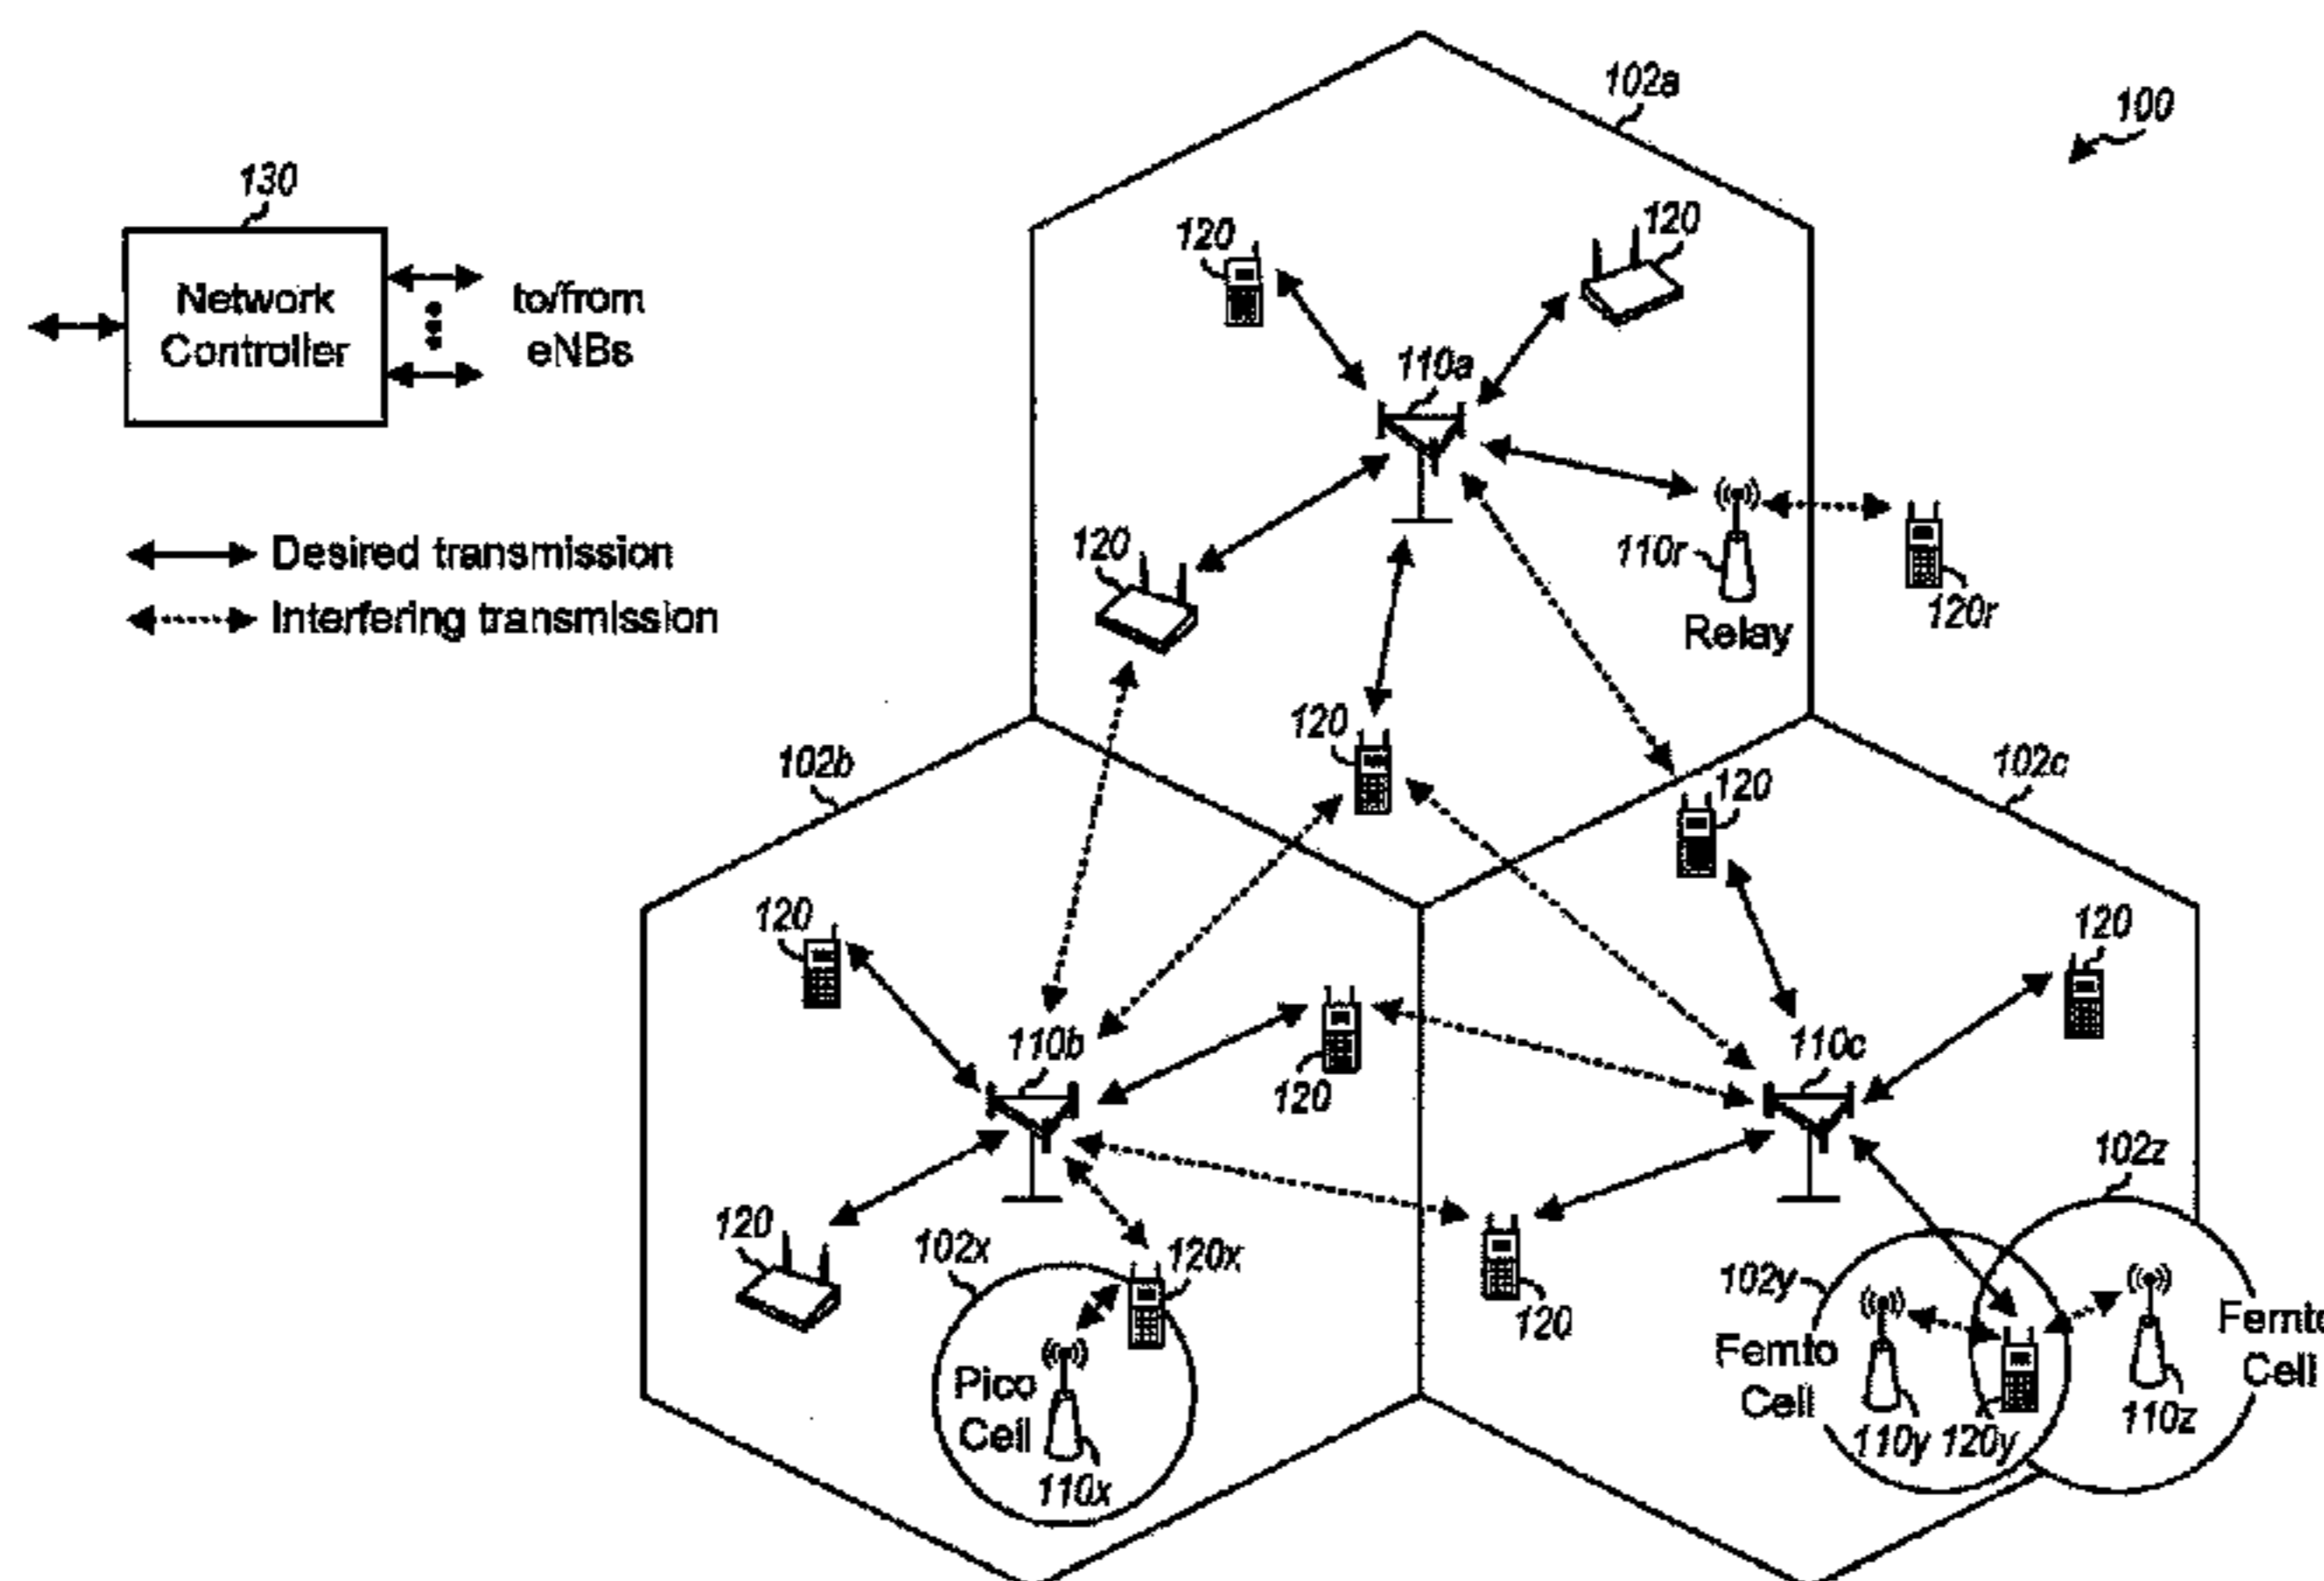 102a
100
130
120
120
Network
Controller
to/from
eNBs
110a
Desired transmission
Interfering transmission
120
110r
120r
Relay
120
102b
102c
120
120
120
110b
120
110c
102z
120
102x
120x
102y
120
Femto
Cell
Cell
Pico
Cell
110y
120y
110z
110x